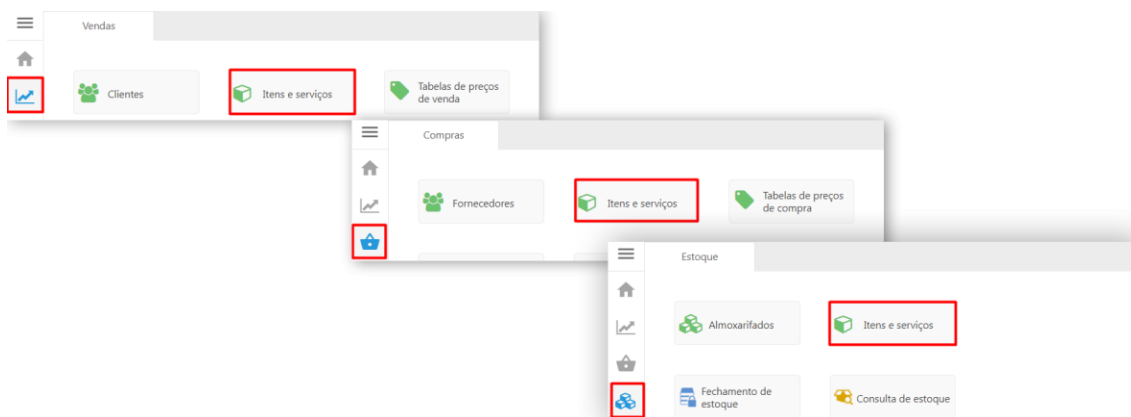 Vendas
Clientes
Itens e serviços
Tabelas de preços
de venda
Compras
Fornecedores
Itens e serviços
Tabelas de preços
de compra
Estoque
Almoxarifados
Itens e serviços
Fechamento de
estoque
Consulta de estoque